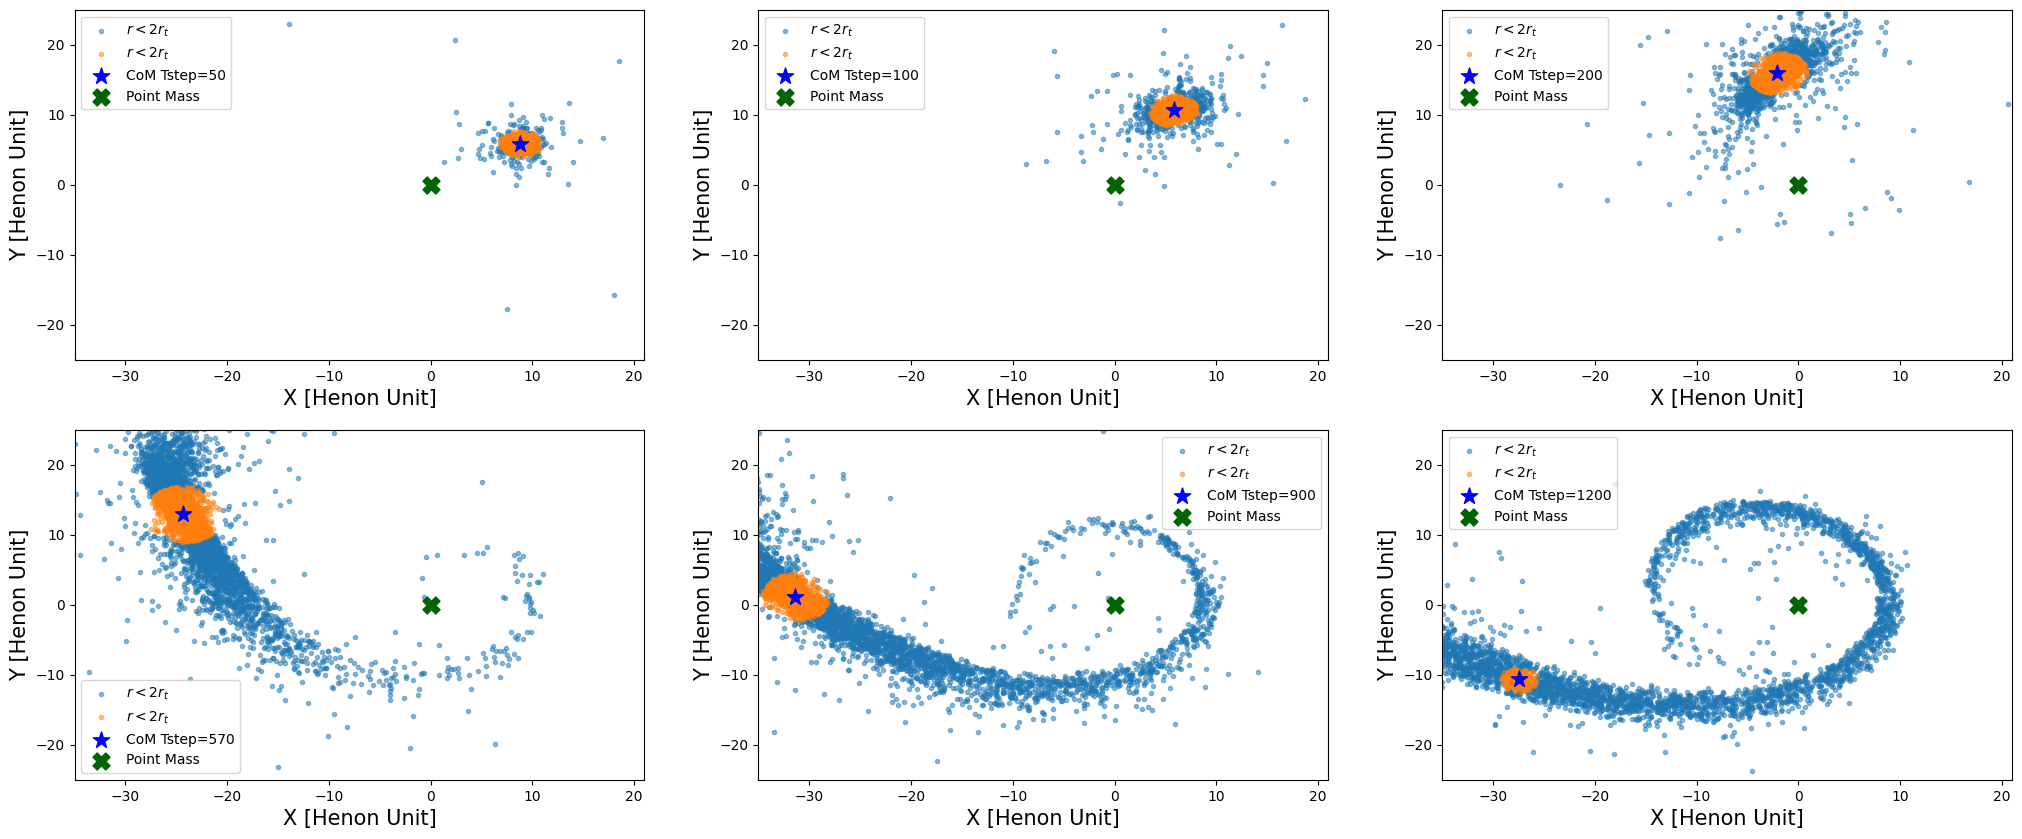 r < 2r_t
r < 2r_t
CoM Tstep=50
Point Mass
Y [Henon Unit]
20
10
0
−10
−20
−30
−20
−10
0
10
20
X [Henon Unit]
r < 2r_t
r < 2r_t
CoM Tstep=100
Point Mass
Y [Henon Unit]
20
10
0
−10
−20
−30
−20
−10
0
10
20
X [Henon Unit]
r < 2r_t
r < 2r_t
CoM Tstep=200
Point Mass
Y [Henon Unit]
20
10
0
−10
−20
−30
−20
−10
0
10
20
X [Henon Unit]
Y [Henon Unit]
20
10
0
−10
−20
r < 2r_t
r < 2r_t
CoM Tstep=570
Point Mass
−30
−20
−10
0
10
20
X [Henon Unit]
r < 2r_t
r < 2r_t
CoM Tstep=900
Point Mass
Y [Henon Unit]
20
10
0
−10
−20
−30
−20
−10
0
10
20
X [Henon Unit]
r < 2r_t
r < 2r_t
CoM Tstep=1200
Point Mass
Y [Henon Unit]
20
10
0
−10
−20
−30
−20
−10
0
10
20
X [Henon Unit]